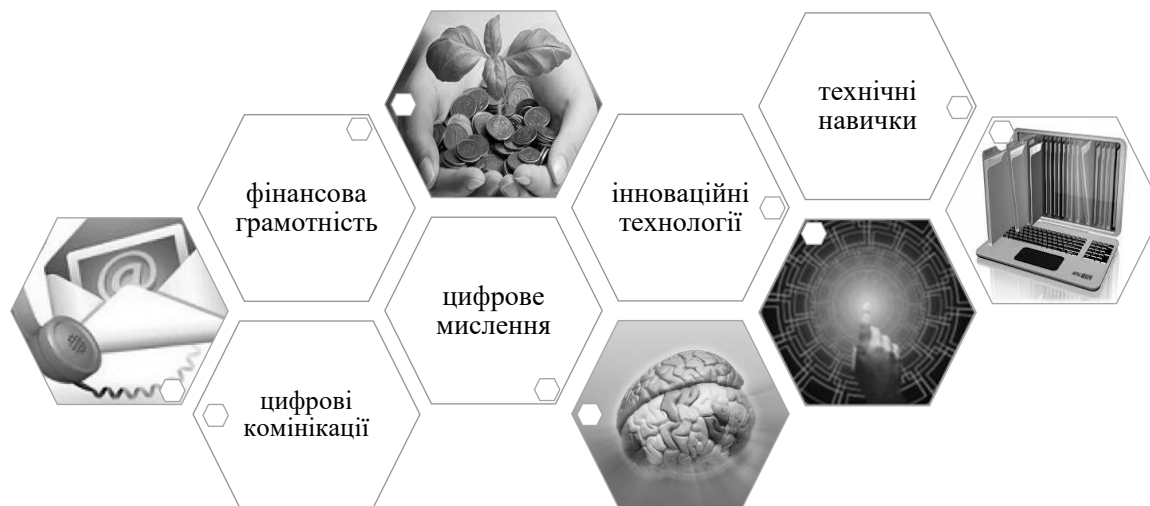 фінансова
грамотність
цифрові
комінікації
цифрове
мислення
інноваційні
технології
технічні
навички
@